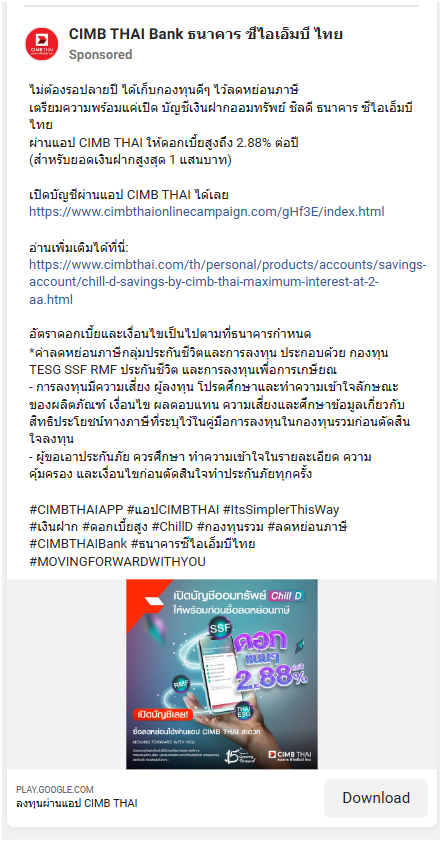 CIMB THAI Bank ธนาคาร ซีไอเอ็มบี ไทย
Sponsored
ไม่ต้องรอปลายปี ได้เก็บกองทุนดีๆ ไว้ลดหย่อนภาษี
เตรียมความพร้อมแค่เปิด บัญชีเงินฝากออมทรัพย์ ชิลดี ธนาคาร ซีไอเอ็มบี
ไทย
ผ่านแอป CIMB THAI ให้ดอกเบี้ยสูงถึง 2.88% ต่อปี
(สำหรับยอดเงินฝากสูงสุด 1 แสนบาท)
เปิดบัญชีผ่านแอป CIMB THAI ได้เลย
https://www.cimbthaionlinecampaign.com/gHf3E/index.html
อ่านเพิ่มเติมได้ที่นี่:
https://www.cimbthai.com/th/personal/products/accounts/savings-
account/chill-d-savings-by-cimb-thai-maximum-interest-at-2-
aa.html
อัตราดอกเบี้ยและเงื่อนไขเป็นไปตามที่ธนาคารกำหนด
*ค่าลดหย่อนภาษีกลุ่มประกันชีวิตและการลงทุน ประกอบด้วย กองทุน
TESG SSF RMF ประกันชีวิต และการลงทุนเพื่อการเกษียณ
- การลงทุนมีความเสี่ยง ผู้ลงทุน โปรดศึกษาและทำความเข้าใจลักษณะ
ของผลิตภัณฑ์ เงื่อนไข ผลตอบแทน ความเสี่ยงและศึกษาข้อมูลเกี่ยวกับ
สิทธิประโยชน์ทางภาษีที่ระบุไว้ในคู่มือการลงทุนในกองทุนรวมก่อนตัดสิน
ใจลงทุน
- ผู้ขอเอาประกันภัย ควรศึกษา ทำความเข้าใจในรายละเอียด ความ
คุ้มครอง และเงื่อนไขก่อนตัดสินใจทำประกันภัยทุกครั้ง
#CIMBTHAIAPP #แอปCIMBTHAI #ItsSimplerThisWay
#เงินฝาก #ดอกเบี้ยสูง #ChillD #กองทุนรวม #ลดหย่อนภาษี
#CIMBTHAIBank #ธนาคารซีไอเอ็มบีไทย
#MOVINGFORWARDWITHYOU
เปิดบัญชีออมทรัพย์ Chill D
ให้พร้อมก่อนซื้อลดหย่อนภาษี
SSF
ดอก
แน่นๆ
2.88%
ต่อปี
RMF
THAI
ESG
เปิดบัญชีเลย!
ซื้อลดหย่อนได้ผ่านแอป CIMB THAI สะดวก
MOVING FORWARD WITH YOU
CIMB THAI
PLAY.GOOGLE.COM
ลงทุนผ่านแอป CIMB THAI
Download